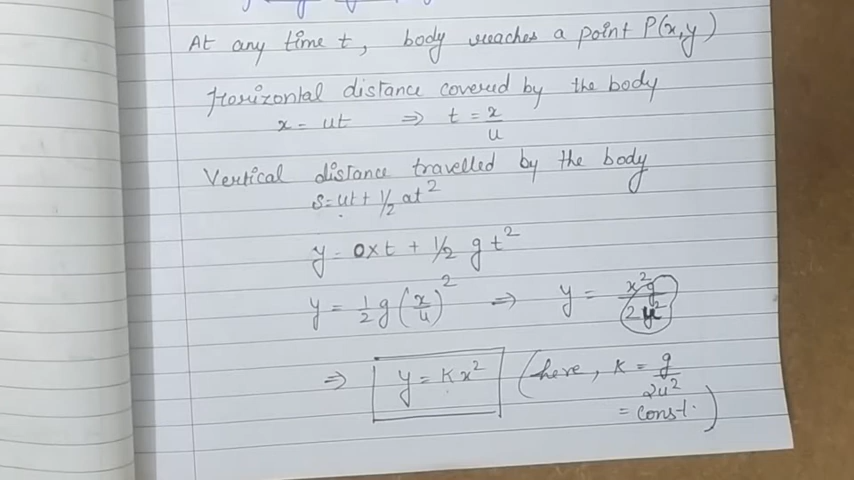 At any time t, body reaches a point P(x,y)
Horizontal distance covered by the body
x = ut ⇒ t = x/u
Vertical distance travelled by the body
s=ut + 1/2 at²
y = 0xt + 1/2 g t²
y = 1/2 g (x/u)² ⇒ y = x²g/2u²
⇒ y = Kx² (here, K = g/2u²
= const.)